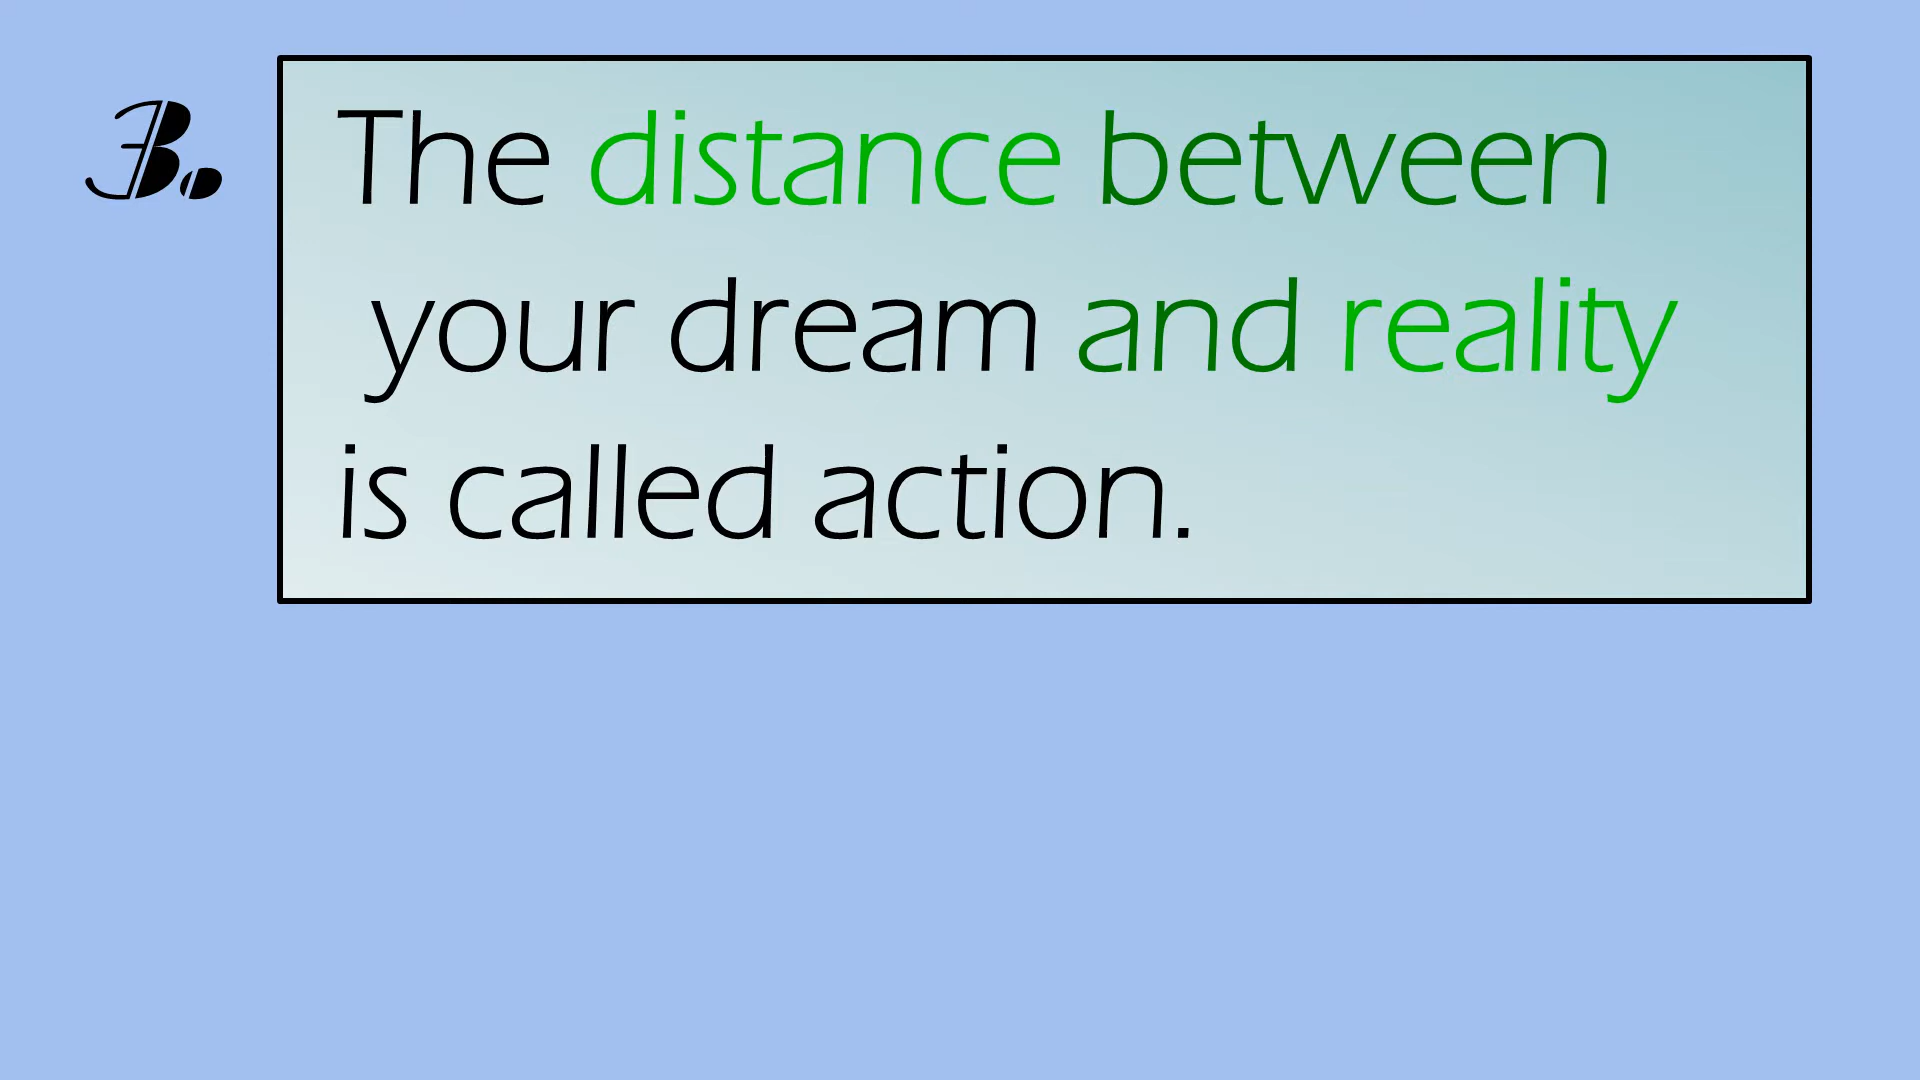 3.
The distance between
your dream and reality
is called action.